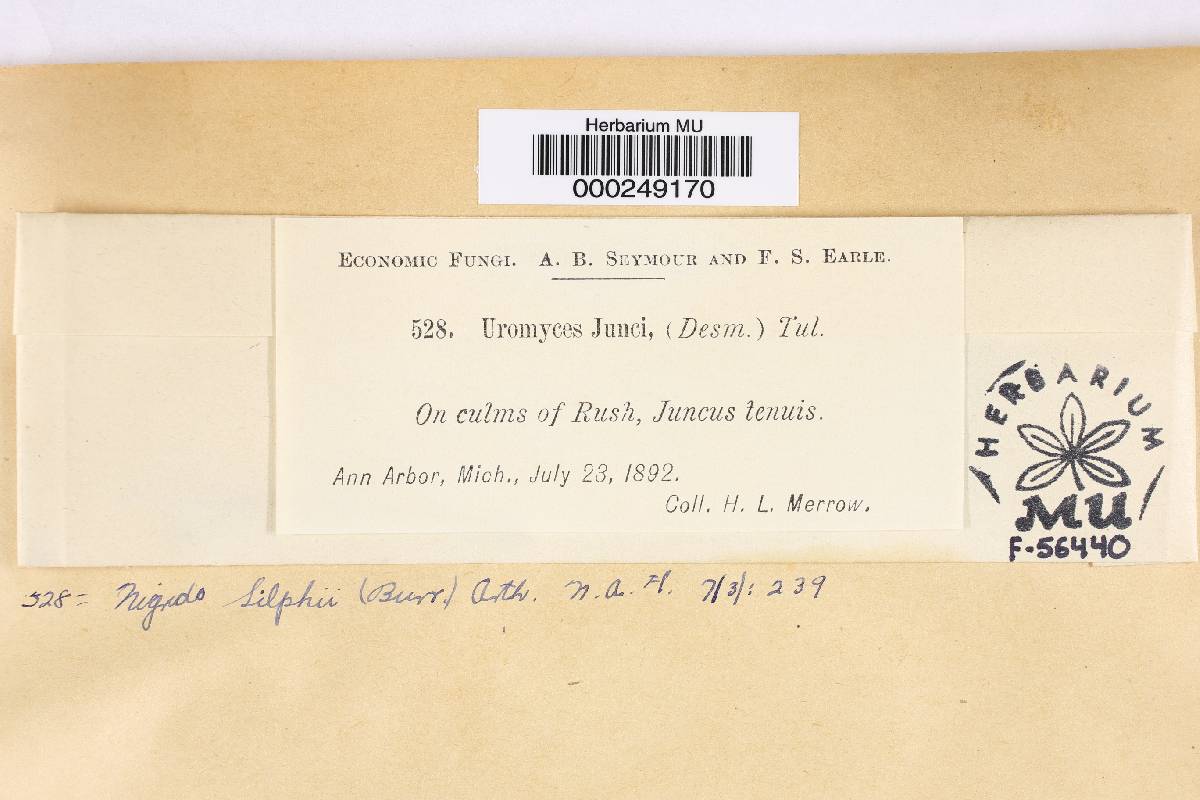 Herbarium MU
000249170
ECONOMIC FUNGI. A. B. SEYMOUR AND F. S. EARLE.
528. Uromyces Junci, (Desm.) Tul.
On culms of Rush, Juncus tenuis.
Ann Arbor, Mich., July 23, 1892.
Coll. H. L. Merrow.
HERBARIUM
MU
F-56440
528 = Nigredo Silphii (Burr.) Arth. N. A. Fl. 7(3): 239